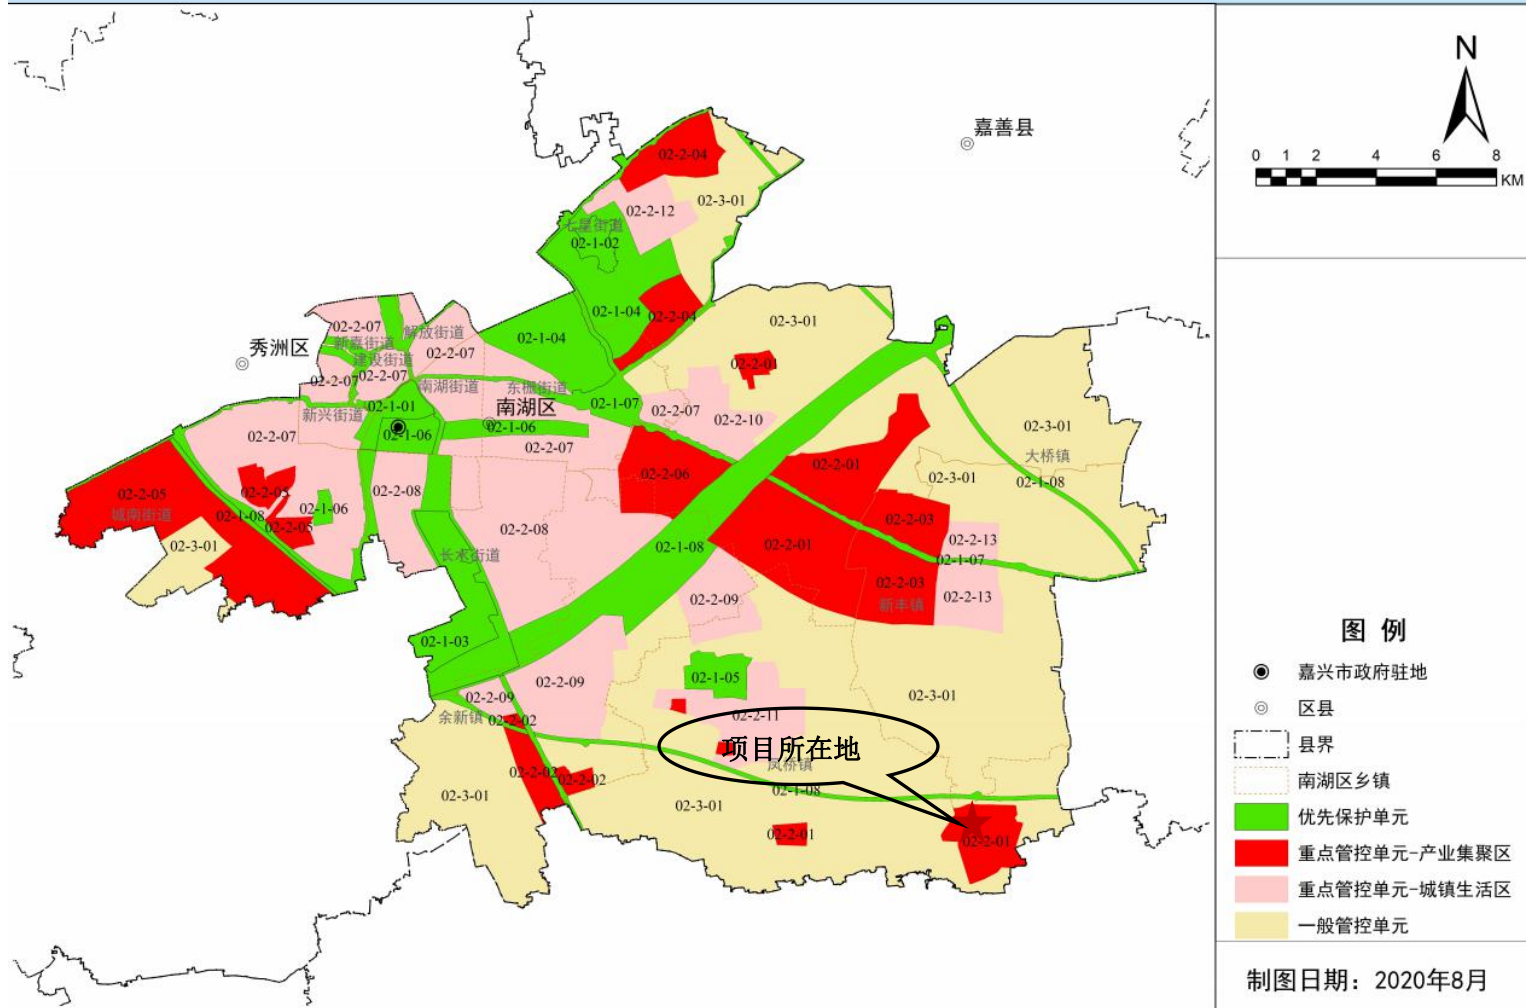 嘉善县
N
0 1 2 4 6 8
KM
02-2-04
02-3-01
02-2-12
七星街道
02-1-02
02-1-04
02-2-04
02-1-04
02-3-01
02-2-07
解放街道
新嘉街道
秀洲区
建设街道
02-2-07
02-2-01
02-2-07
02-2-07
南湖街道
东栅街道
02-1-01
南湖区
02-1-07
02-2-07
新兴街道
02-2-10
02-1-06
02-1-06
02-3-01
02-2-07
02-2-07
大桥镇
02-2-06
02-2-01
02-3-01
02-1-08
02-2-05
02-2-05
02-2-08
城南街道
02-1-08
02-1-06
02-2-05
02-2-08
02-2-03
02-3-01
长水街道
02-1-08
02-2-01
02-2-13
02-1-07
02-2-03
02-2-13
新丰镇
02-2-09
02-1-03
02-1-05
02-2-09
02-2-09
02-3-01
余新镇
02-2-02
02-2-11
项目所在地
凤桥镇
02-2-02
02-2-02
02-1-08
02-3-01
02-3-01
02-2-01
02-2-01
图 例
嘉兴市政府驻地
区县
县界
南湖区乡镇
优先保护单元
重点管控单元-产业集聚区
重点管控单元-城镇生活区
一般管控单元
制图日期：2020年8月